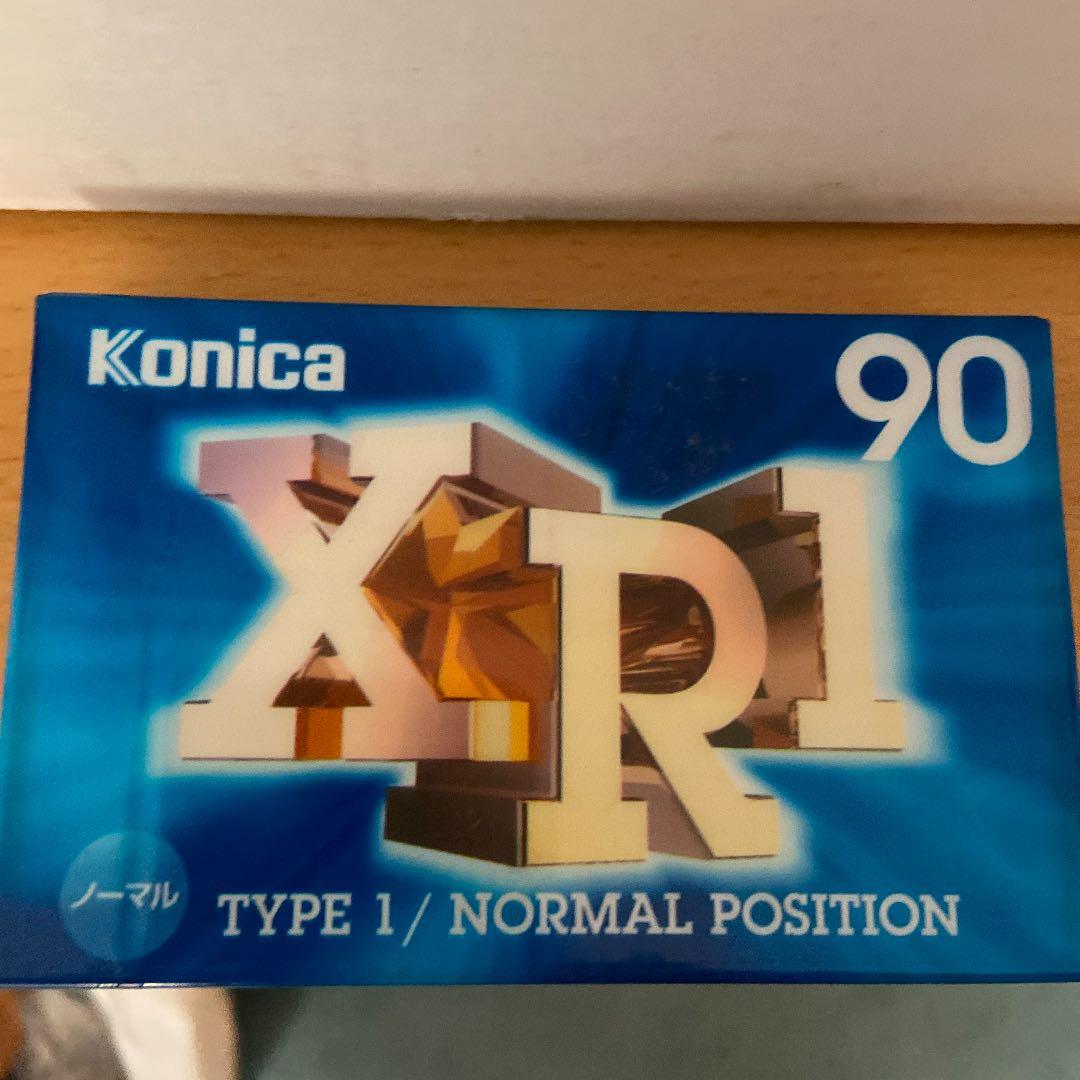 Konica
90
XR1
ノーマル
TYPE 1/ NORMAL POSITION